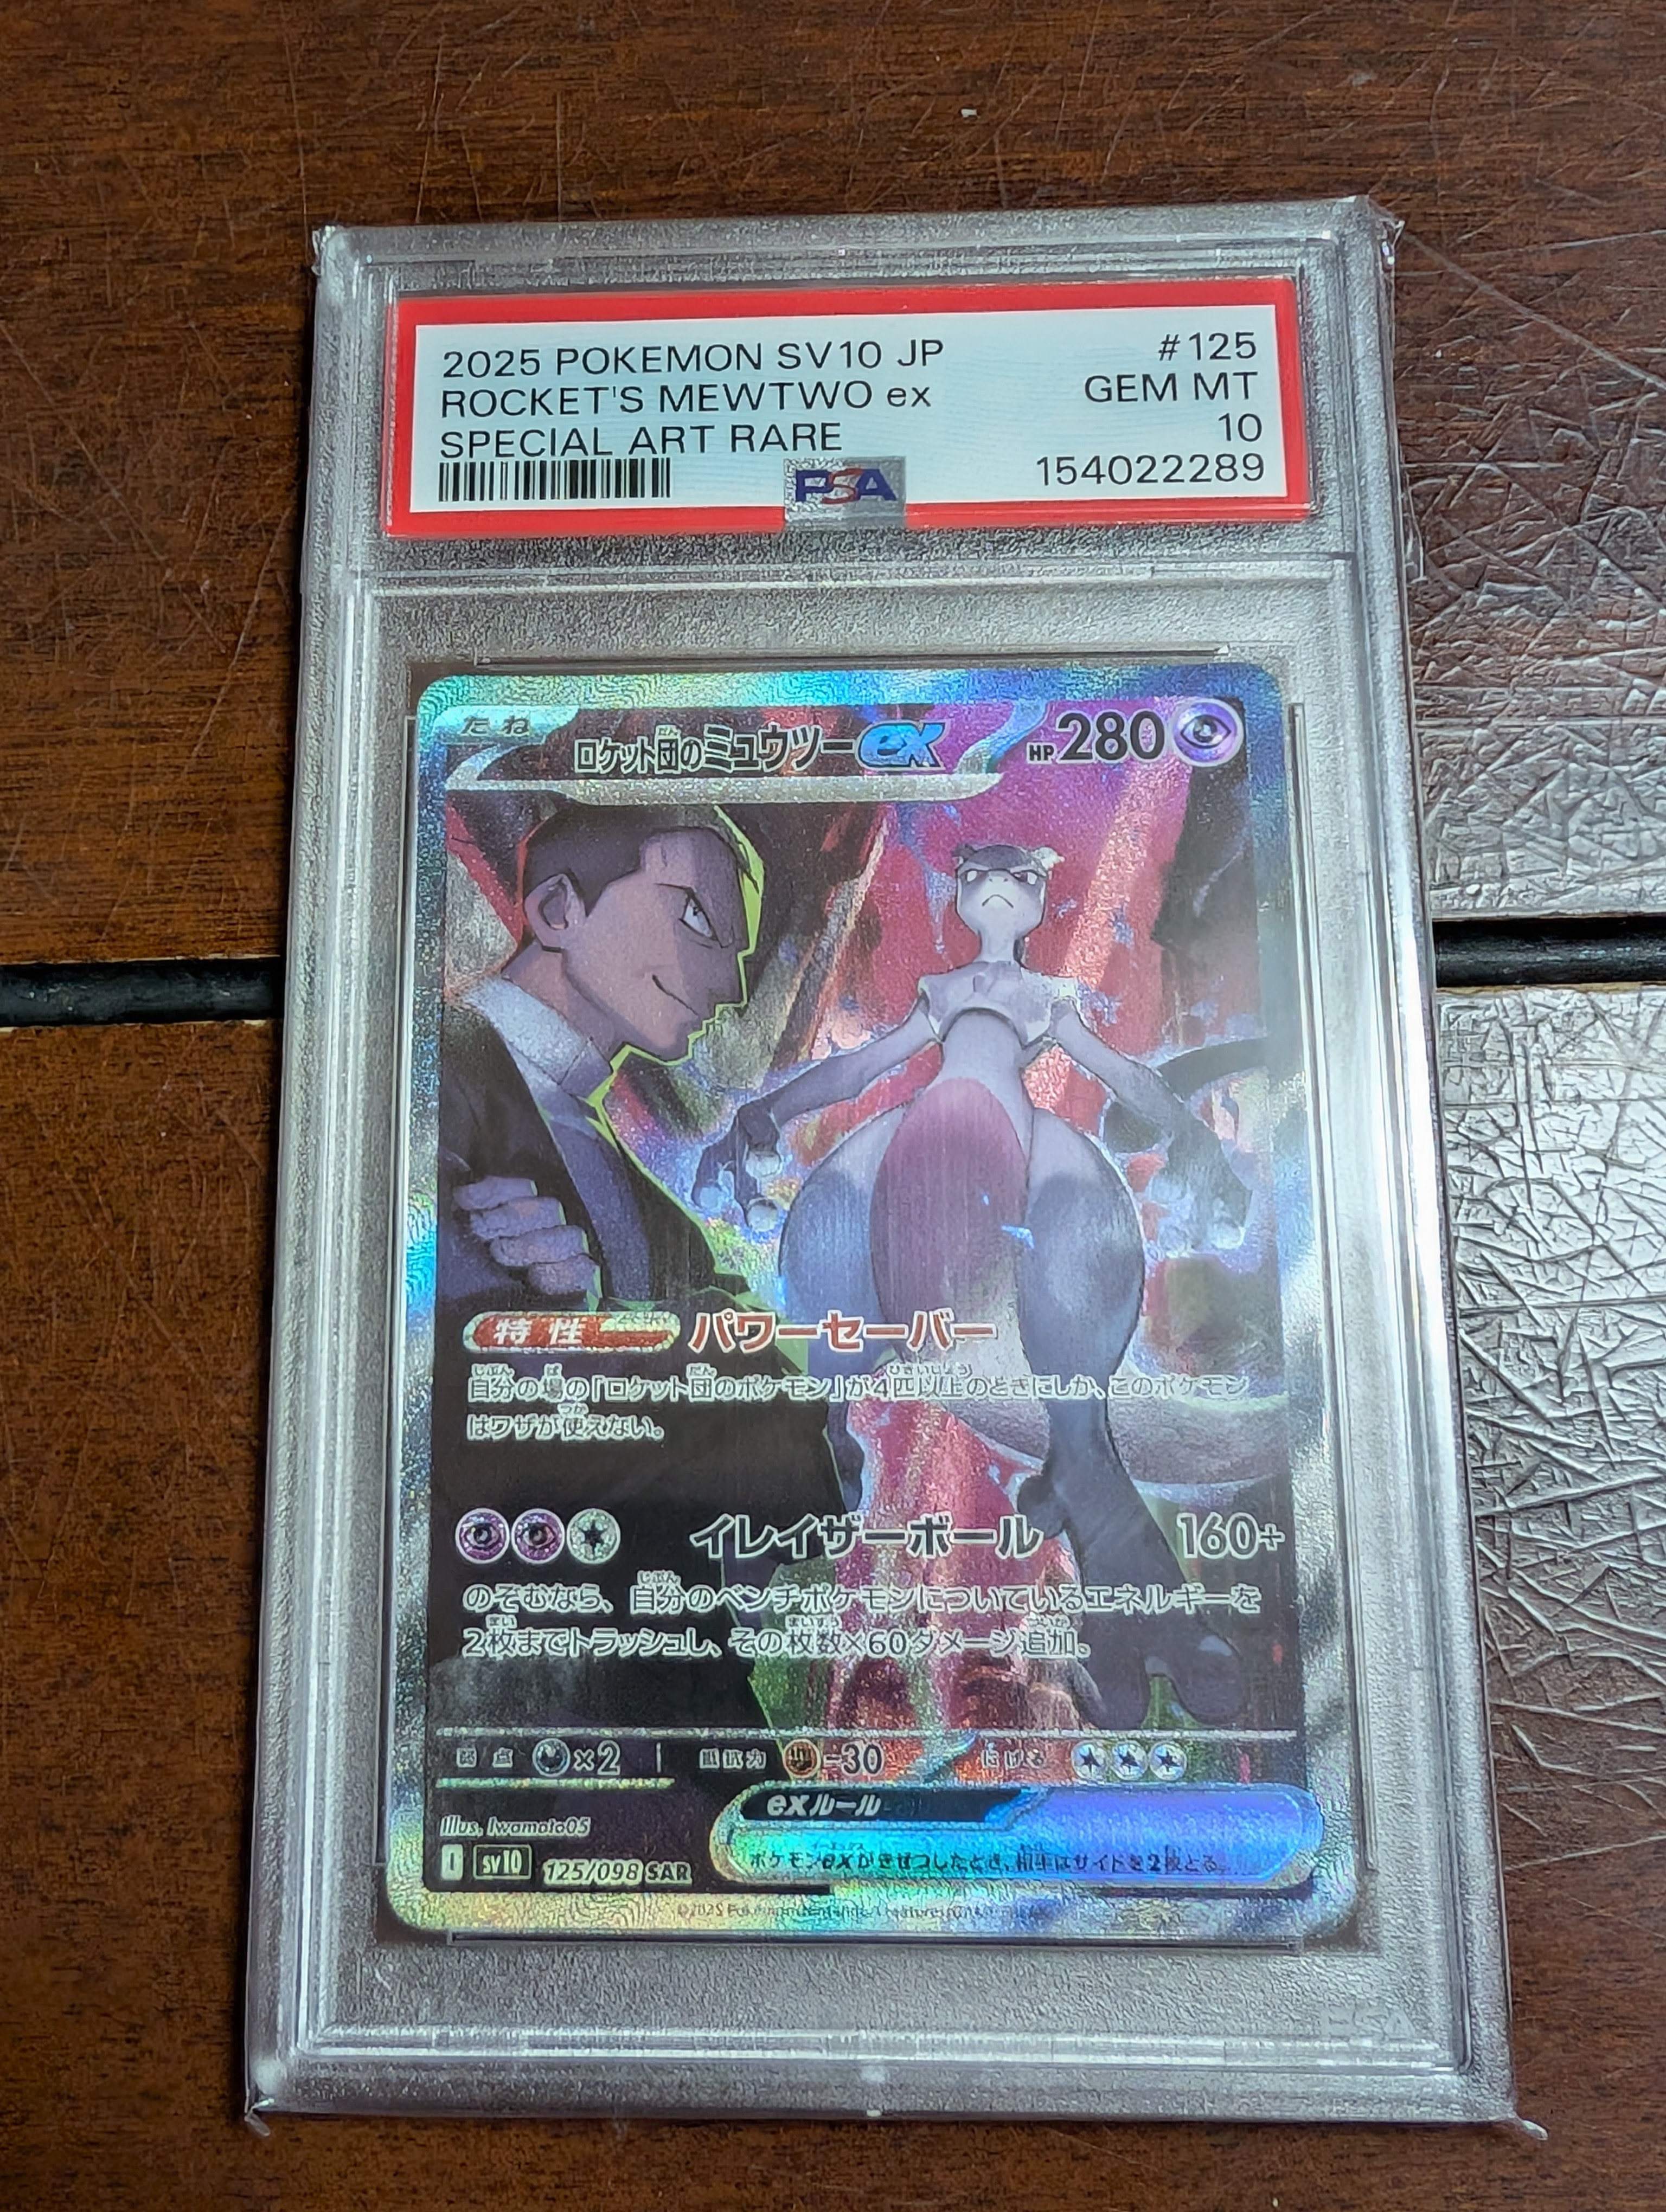 2025 POKEMON SV10 JP #125
ROCKET'S MEWTWO ex GEM MT
SPECIAL ART RARE 10
PSA 154022289
たね ロケット団のミュウツーex HP280
特性 パワーセーバー
自分の場の「ロケット団のポケモン」が4匹以上のときにしか、このポケモン
はワザが使えない。
イレイザーボール 160+
のぞむなら、自分のベンチポケモンについているエネルギーを
2枚までトラッシュし、その枚数×60ダメージ追加。
弱点 ×2 抵抗力 -30 にげる
exルール
ポケモンexがきぜつしたとき、相手はサイドを2枚とる。
Illus. Iwamoto05
I sv10 125/098 SAR